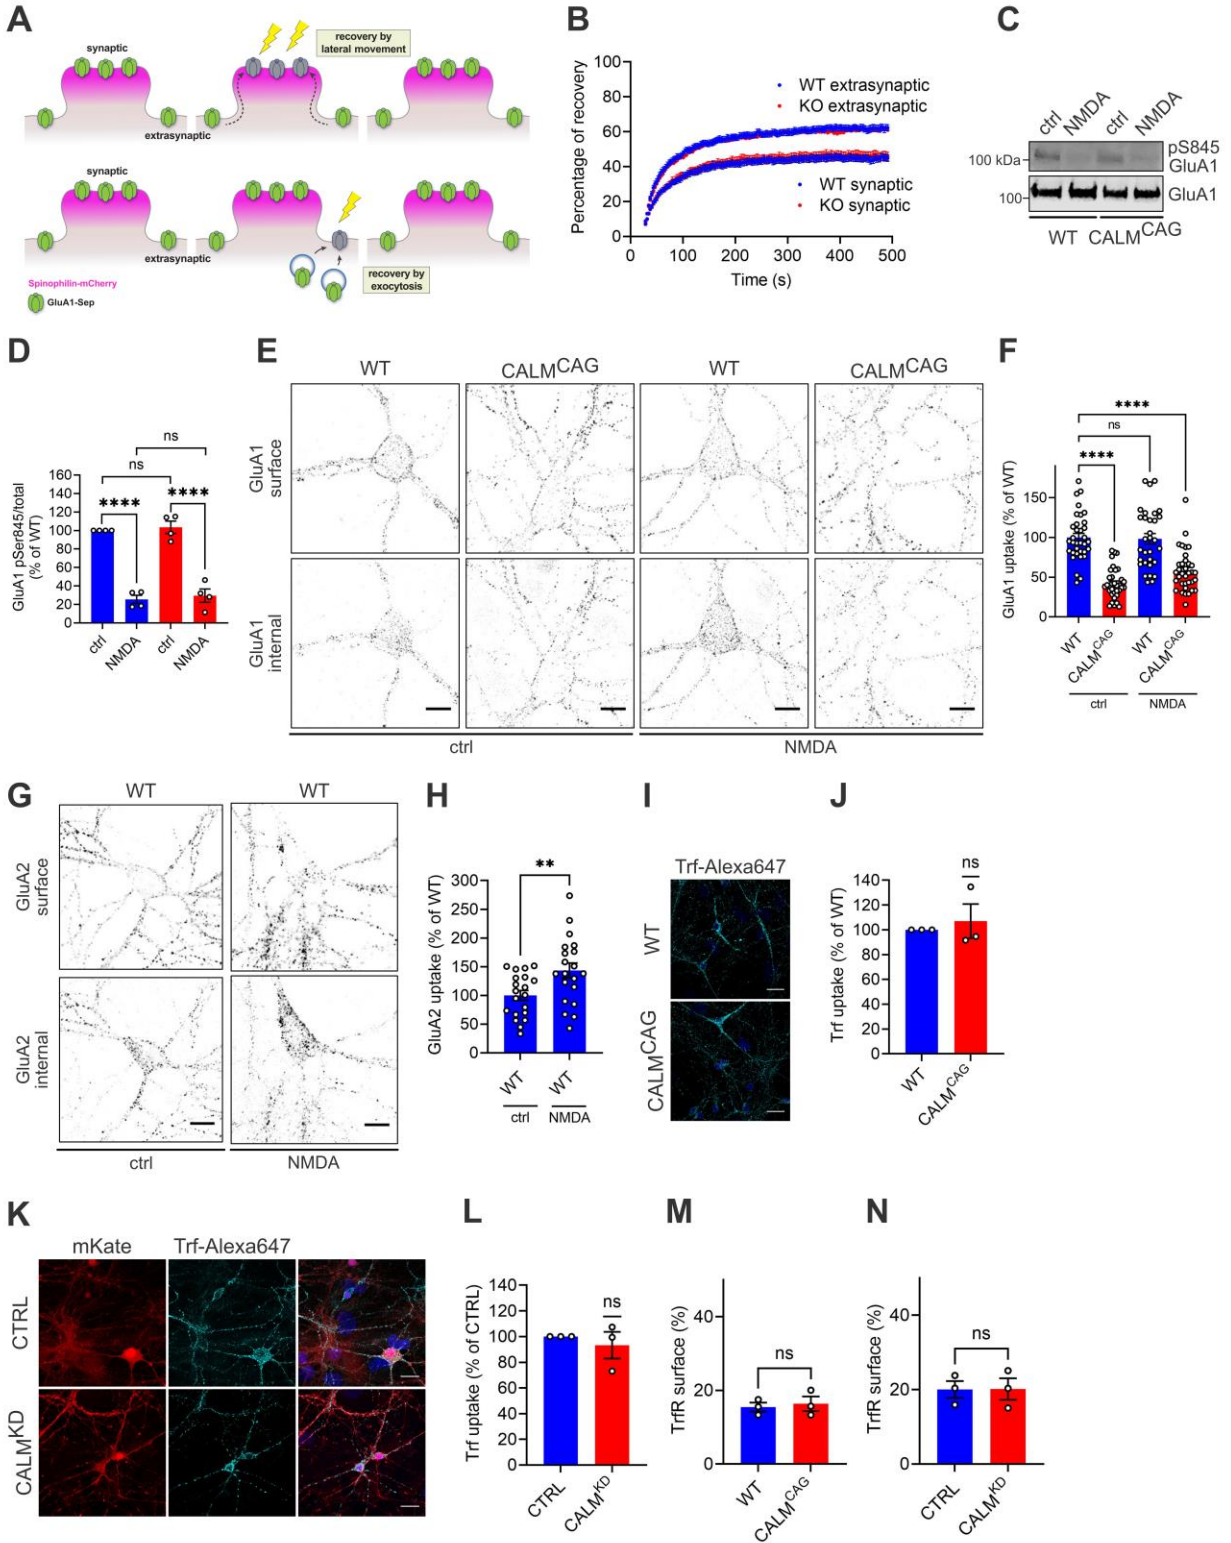 A
synaptic
recovery by
lateral movement
extrasynaptic
synaptic
extrasynaptic
recovery by
exocytosis
Spinophilin-mCherry
GluA1-Sep
B
Percentage of recovery
100
80
60
40
20
0
WT extrasynaptic
KO extrasynaptic
WT synaptic
KO synaptic
0 100 200 300 400 500
Time (s)
C
ctrl NMDA ctrl NMDA
100 kDa
pS845
GluA1
100
GluA1
WT CALMCAG
D
GluA1 pSer845/total
(% of WT)
160
140
120
100
80
60
40
20
0
ns
ns
**** ****
ctrl NMDA ctrl NMDA
E
WT CALMCAG WT CALMCAG
GluA1
surface
GluA1
internal
ctrl NMDA
F
GluA1 uptake (% of WT)
150
100
50
0
****
ns
****
WT CALMCAG WT CALMCAG
ctrl NMDA
G
WT WT
GluA2
surface
GluA2
internal
ctrl NMDA
H
GluA2 uptake (% of WT)
300
250
200
150
100
50
0
**
WT WT
ctrl NMDA
I
Trf-Alexa647
WT
CALMCAG
J
Trf uptake (% of WT)
140
120
100
80
60
40
20
0
ns
WT CALMCAG
K
mKate Trf-Alexa647
CTRL
CALMKD
L
Trf uptake (% of CTRL)
140
120
100
80
60
40
20
0
ns
CTRL CALMKD
M
TrfR surface (%)
40
20
0
ns
WT CALMCAG
N
TrfR surface (%)
40
20
0
ns
CTRL CALMKD